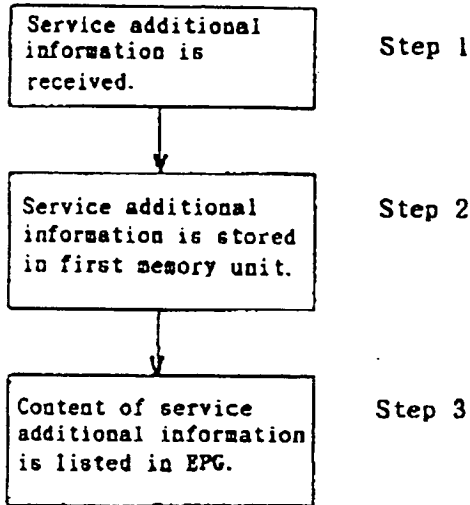 Service additional
information is
received.
Step 1
Service additional
information is stored
in first memory unit.
Step 2
Content of service
additional information
is listed in EPG.
Step 3